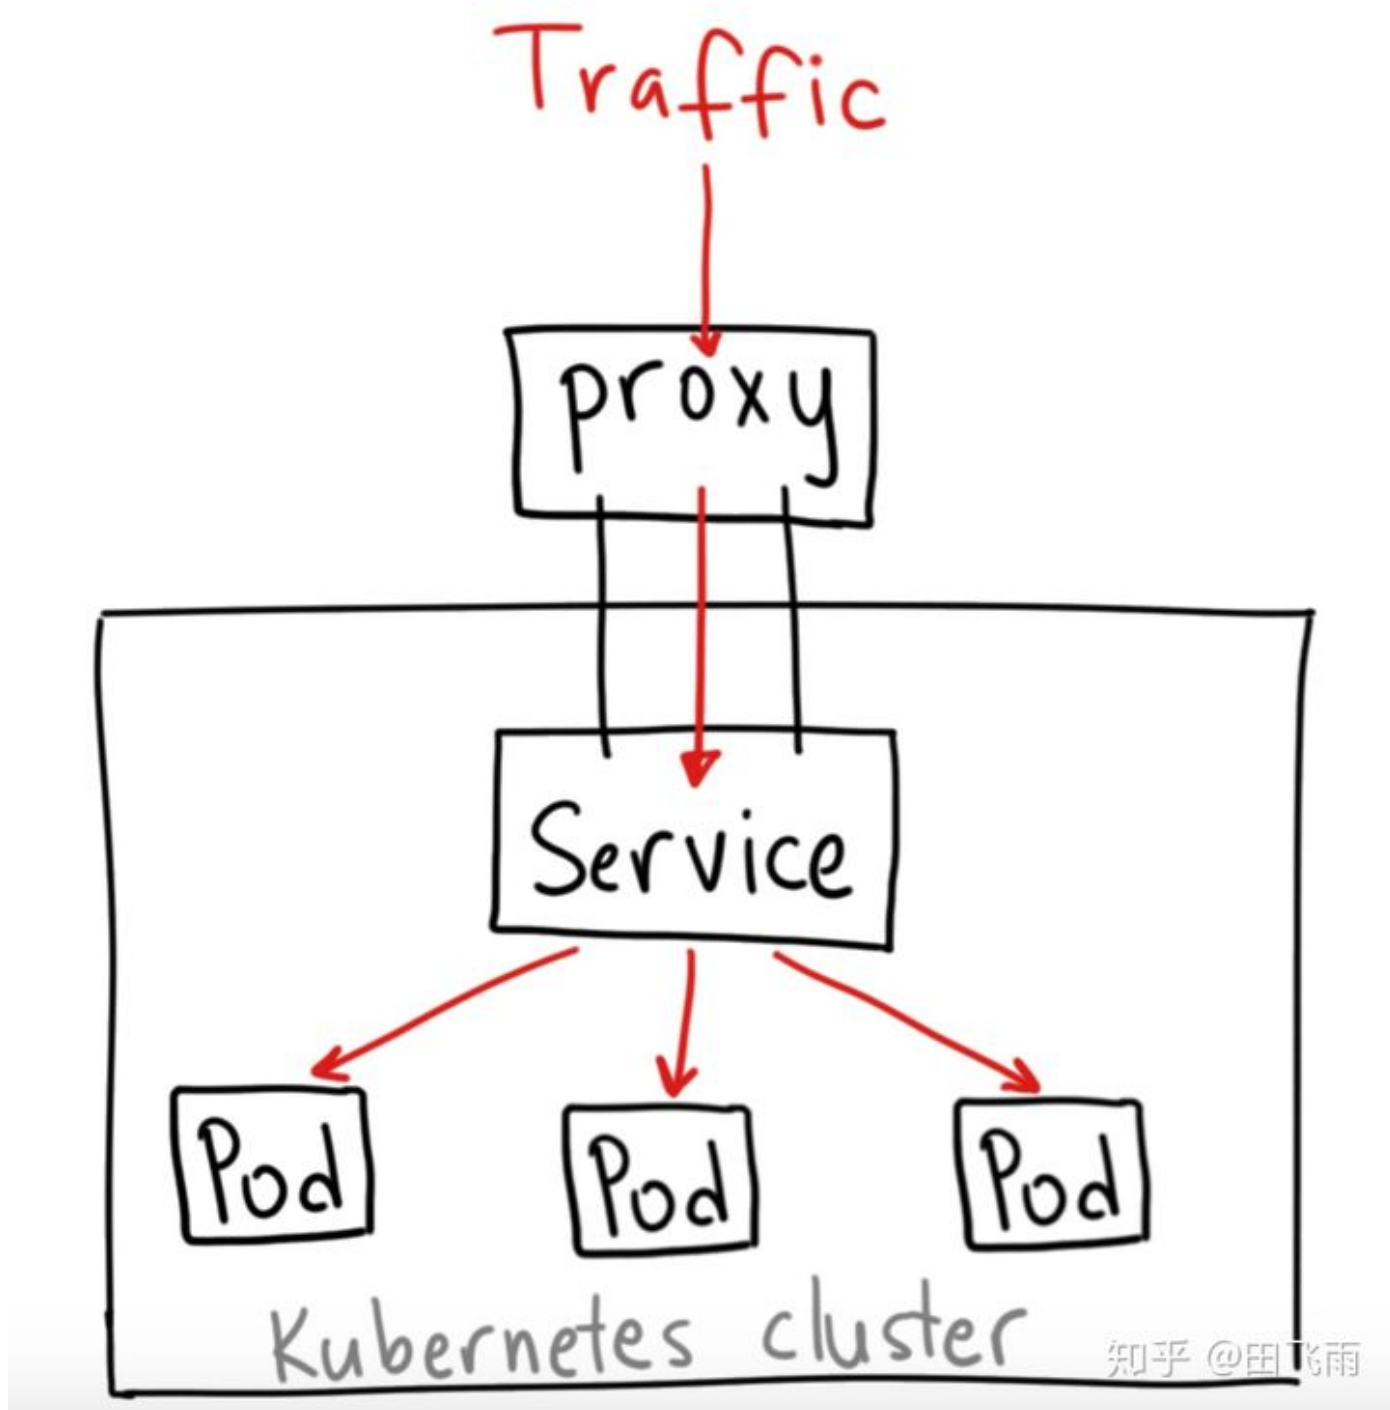 Traffic
proxy
Service
Pod
Pod
Pod
Kubernetes cluster
知乎 @田飞雨